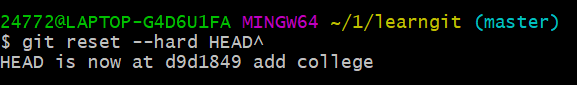 24772@LAPTOP-G4D6U1FA MINGW64 ~/1/learngit (master)
$ git reset --hard HEAD^
HEAD is now at d9d1849 add college